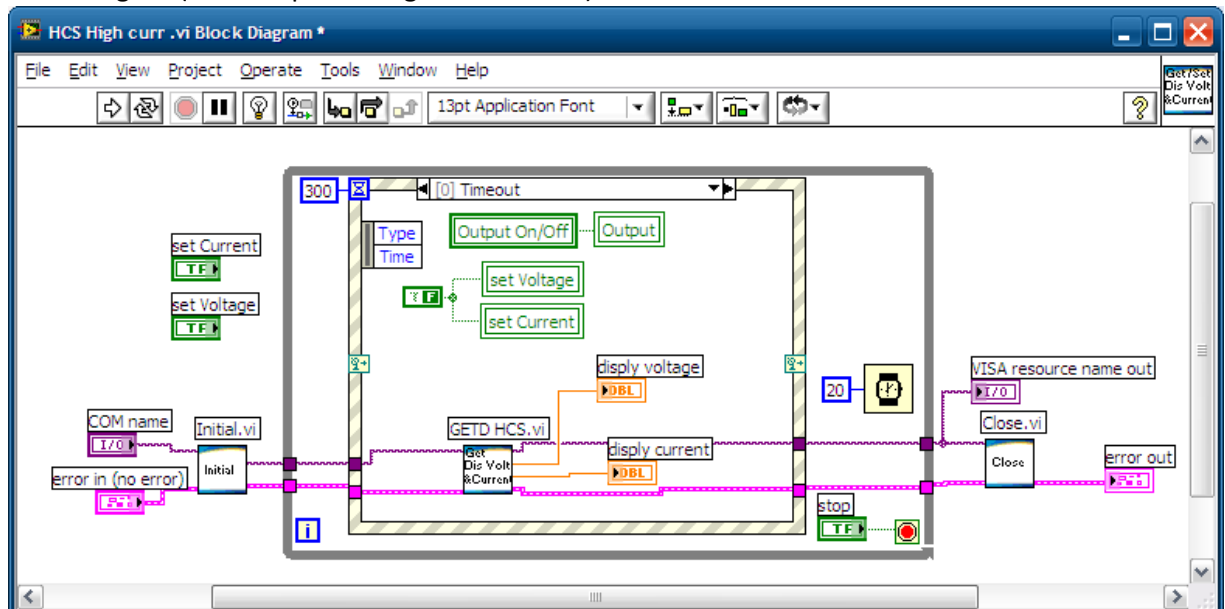 HCS High curr .vi Block Diagram *
File Edit View Project Operate Tools Window Help
Get/Set
Dis Volt
&Current
13pt Application Font
?
300
[0] Timeout
Type
Time
Output On/Off
Output
set Current
TF
set Voltage
TF
F
set Voltage
set Current
disply voltage
DBL
20
VISA resource name out
I/O
COM name
I/O
Initial.vi
Initial
GETD HCS.vi
Get
Dis Volt
&Current
disply current
DBL
Close.vi
Close
error in (no error)
error out
stop
TF
i